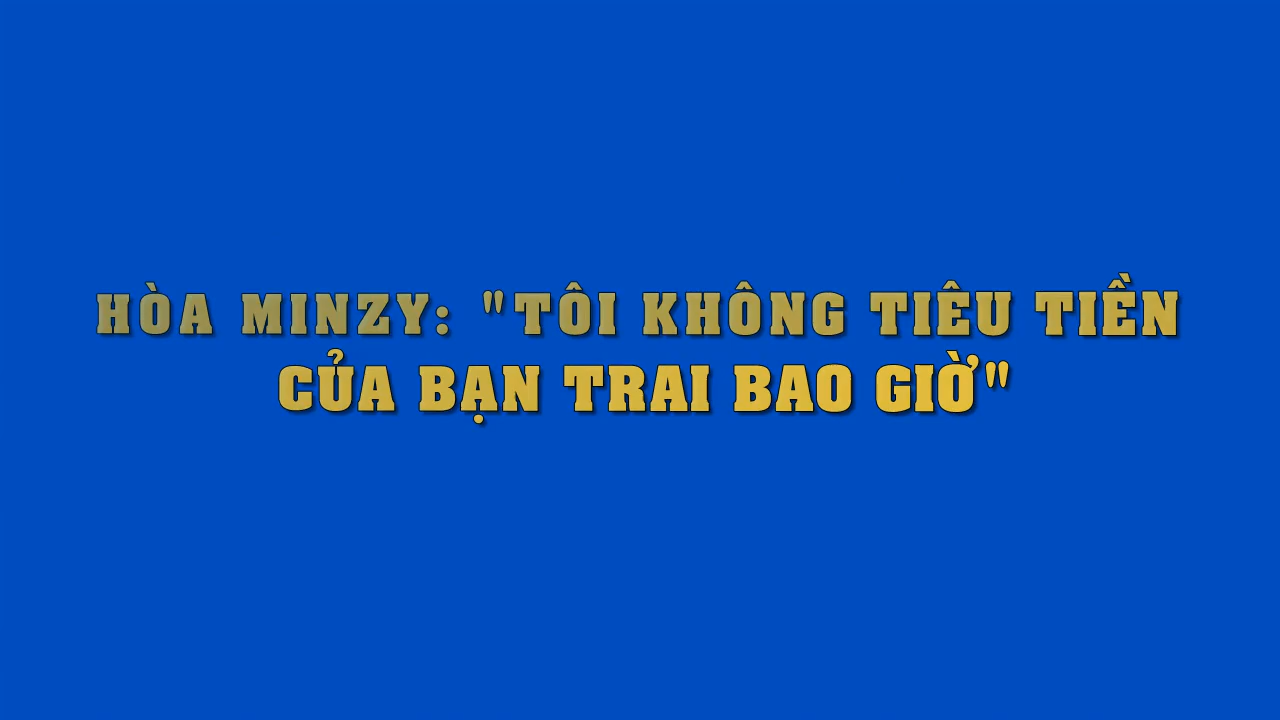 HÒA MINZY: "TÔI KHÔNG TIÊU TIỀN
CỦA BẠN TRAI BAO GIỜ"